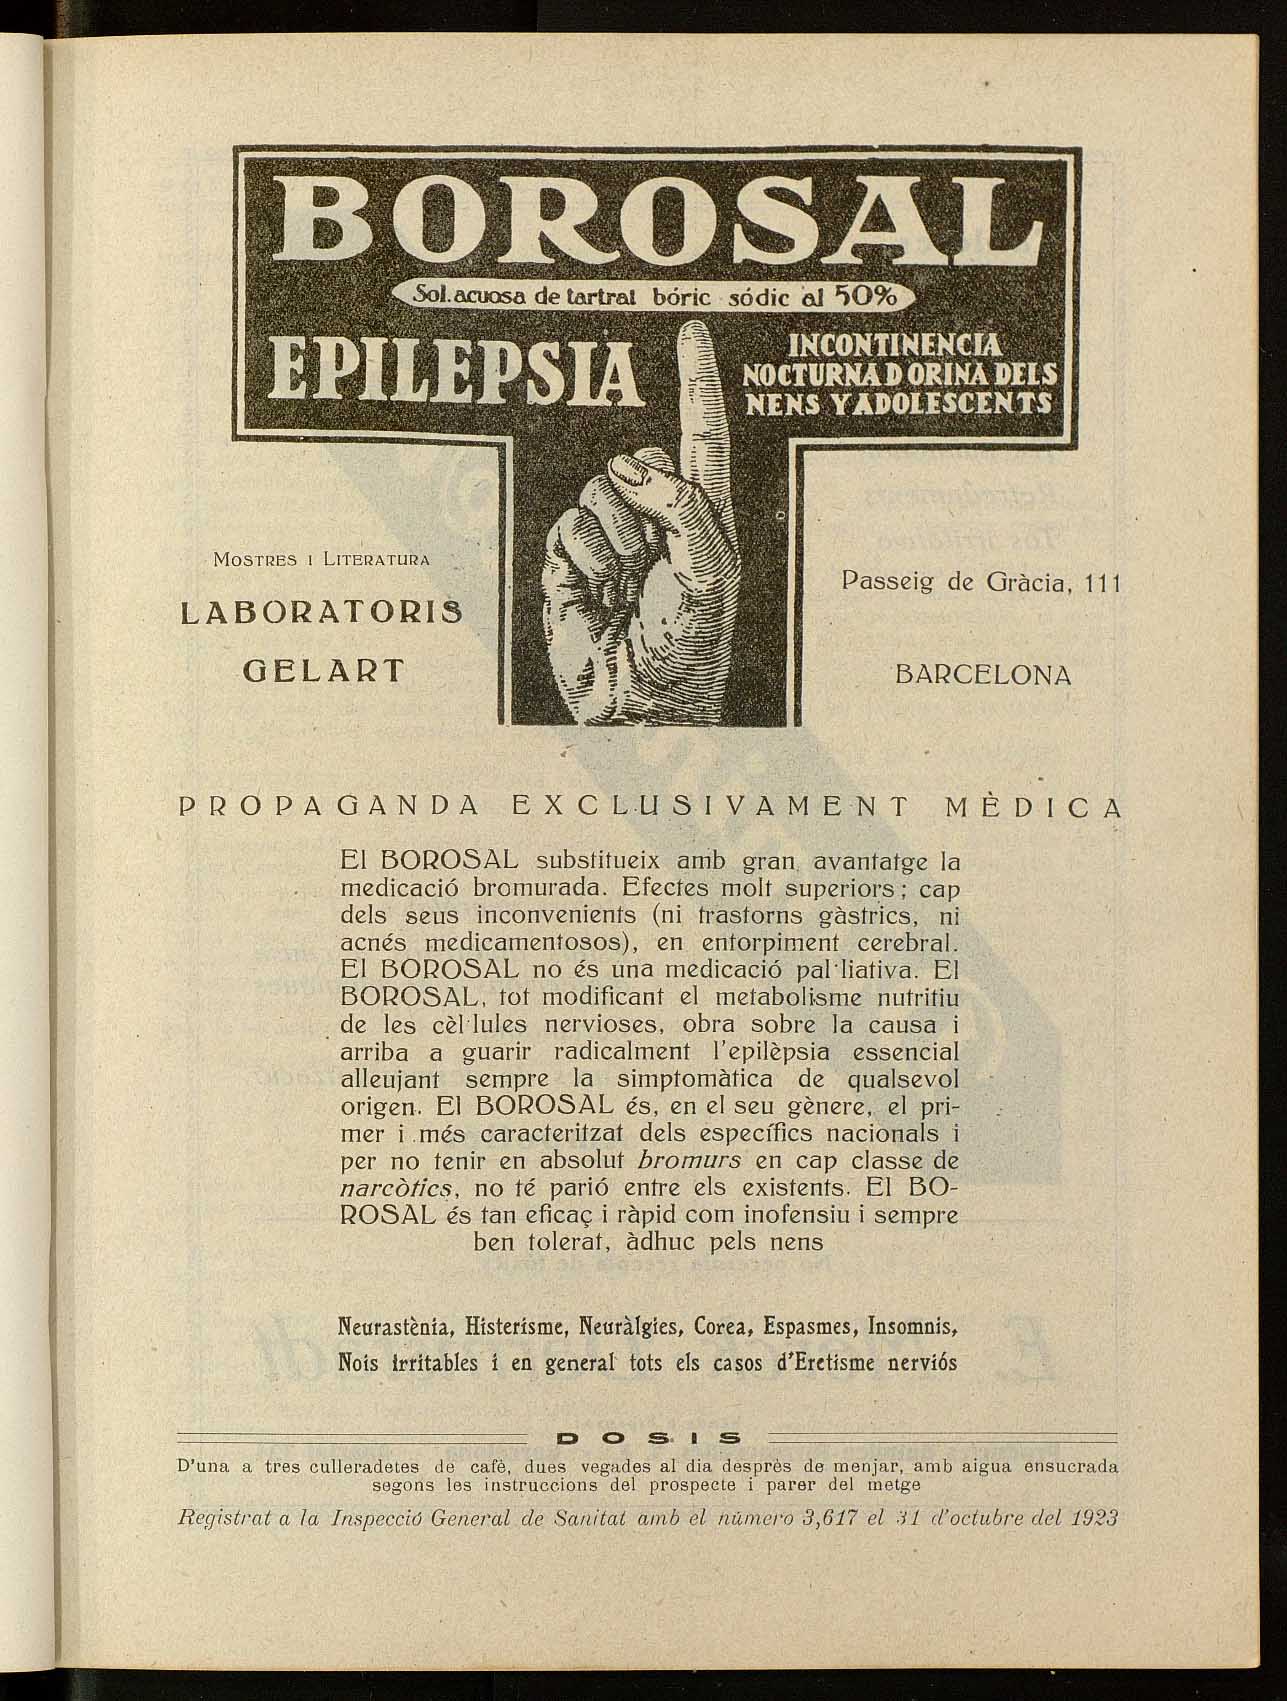 BOROSAL
Sol. acuosa de tartrat bóric sódic al 50%
EPILEPSIA
INCONTINENCIA
NOCTURNA D ORINA DELS
NENS Y ADOLESCENTS
MOSTRES I LITERATURA
LABORATORIS
GELART
Passeig de Gràcia, 111
BARCELONA
PROPAGANDA EXCLUSIVAMENT MÈDICA
El BOROSAL substitueix amb gran avantatge la
medicació bromurada. Efectes molt superiors; cap
dels seus inconvenients (ni trastorns gàstrics, ni
acnés medicamentosos), en entorpiment cerebral.
El BOROSAL no és una medicació pal·liativa. El
BOROSAL, tot modificant el metabolisme nutritiu
de les cèl·lules nervioses, obra sobre la causa i
arriba a guarir radicalment l'epilèpsia essencial
alleujant sempre la simptomàtica de qualsevol
origen. El BOROSAL és, en el seu gènere, el pri-
mer i més caracteritzat dels específics nacionals i
per no tenir en absolut bromurs en cap classe de
narcòtics, no té parió entre els existents. El BO-
ROSAL és tan eficaç i ràpid com inofensiu i sempre
ben tolerat, àdhuc pels nens
Neurastènia, Histerisme, Neuràlgies, Corea, Espasmes, Insomnis,
Nois irritables i en general tots els casos d'Eretisme nerviós
DOSIS
D'una a tres culleradetes de cafè, dues vegades al dia desprès de menjar, amb aigua ensucrada
segons les instruccions del prospecte i parer del metge
Registrat a la Inspecció General de Sanitat amb el número 3,617 el 31 d'octubre del 1923